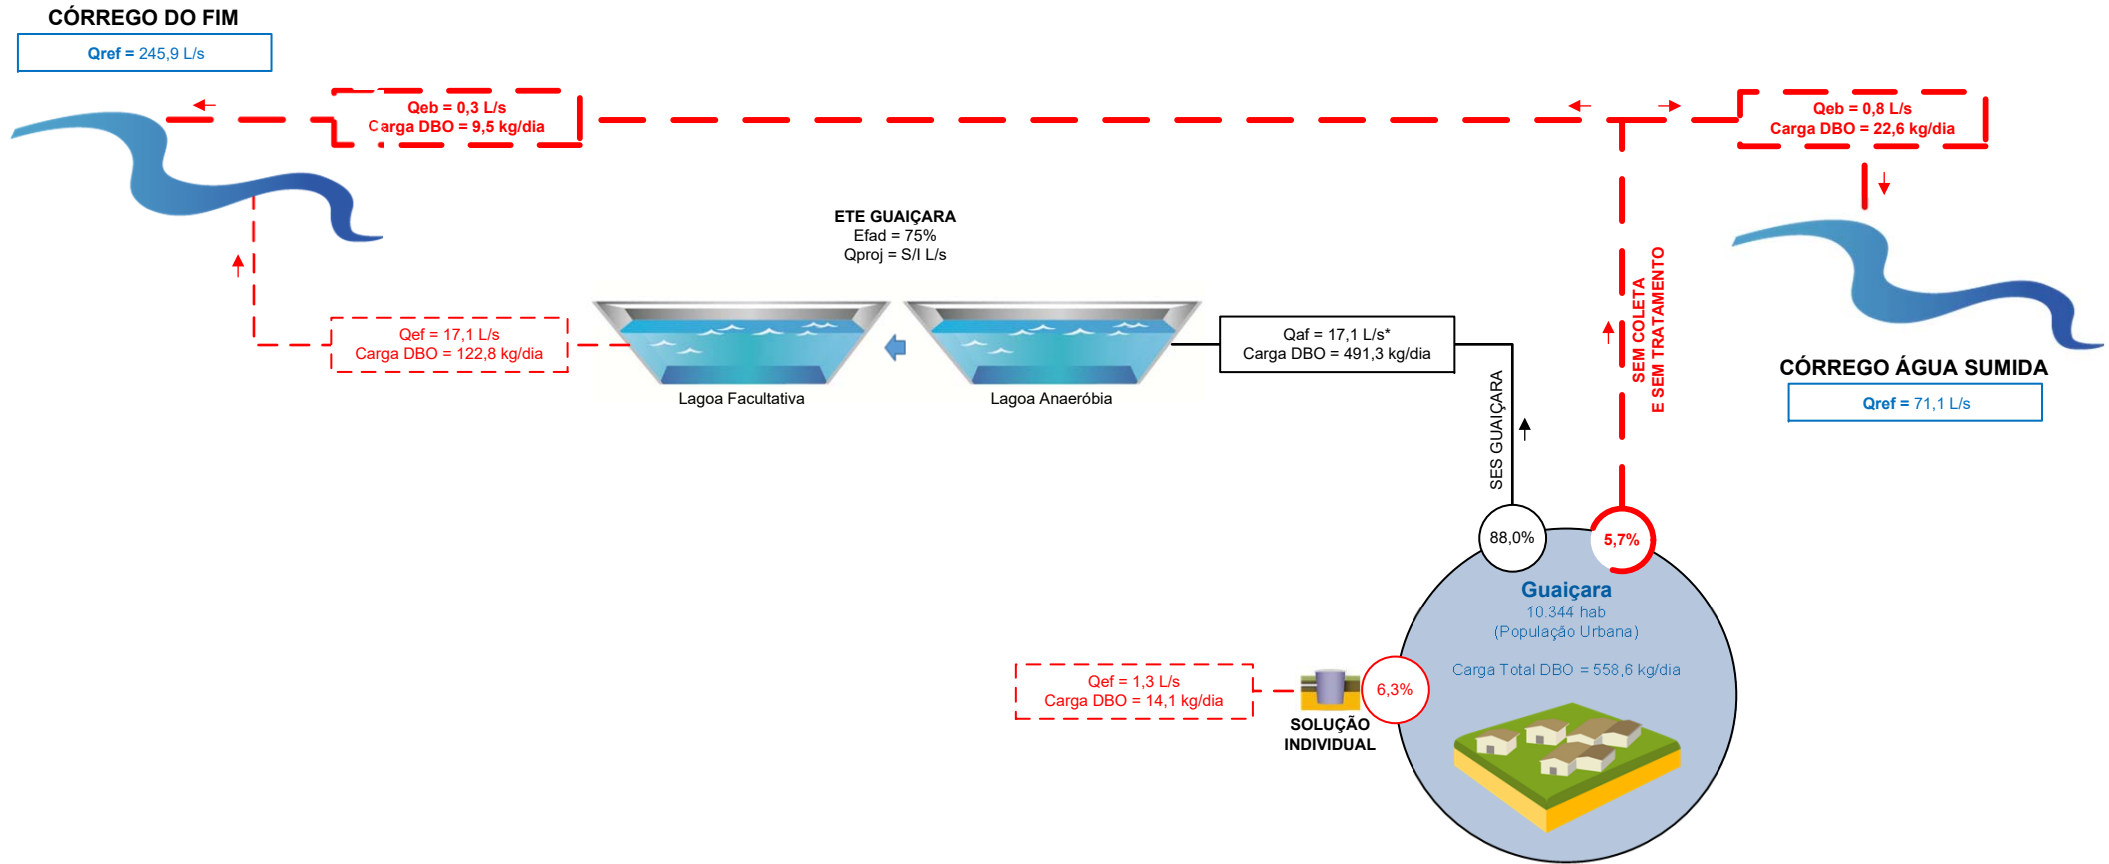 CÓRREGO DO FIM
Qref = 245,9 L/s
Qeb = 0,3 L/s
Carga DBO = 9,5 kg/dia
Qeb = 0,8 L/s
Carga DBO = 22,6 kg/dia
ETE GUAIÇARA
Efad = 75%
Qproj = S/I L/s
Qef = 17,1 L/s
Carga DBO = 122,8 kg/dia
Lagoa Facultativa
Lagoa Anaeróbia
Qaf = 17,1 L/s*
Carga DBO = 491,3 kg/dia
SES GUAIÇARA
SEM COLETA
E SEM TRATAMENTO
CÓRREGO ÁGUA SUMIDA
Qref = 71,1 L/s
88,0%
5,7%
Guaiçara
10.344 hab
(População Urbana)
Carga Total DBO = 558,6 kg/dia
6,3%
Qef = 1,3 L/s
Carga DBO = 14,1 kg/dia
SOLUÇÃO
INDIVIDUAL